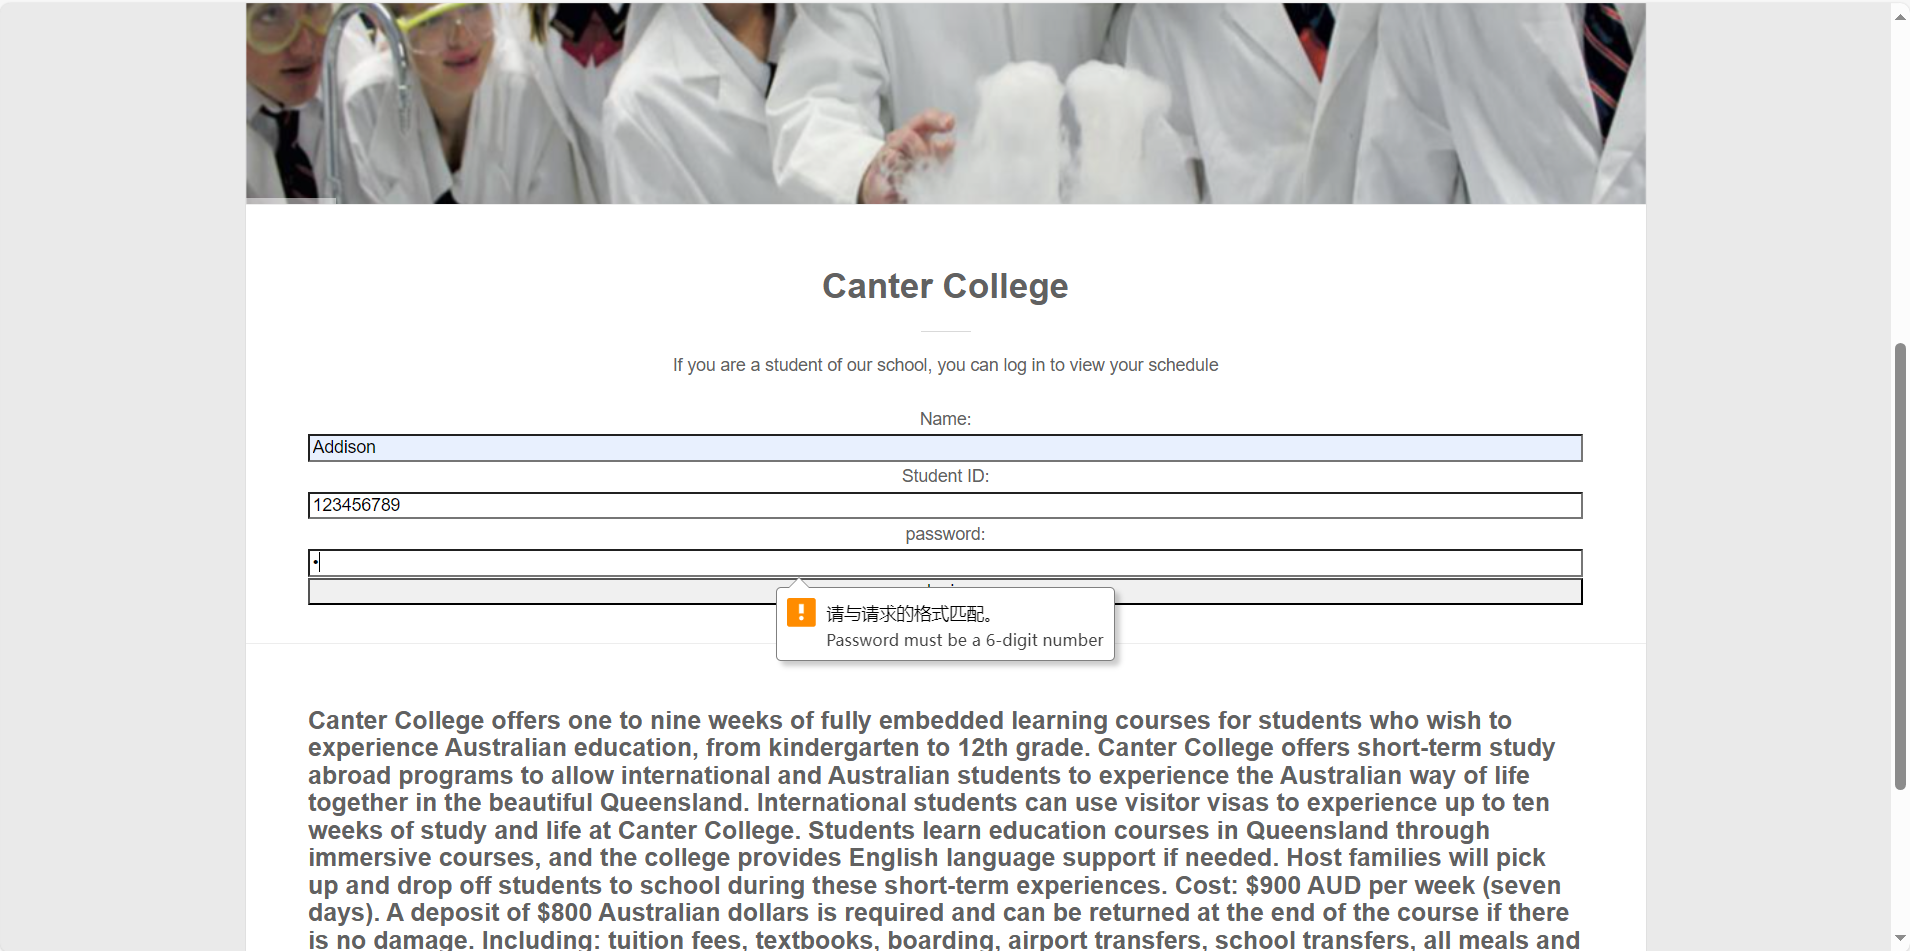 Canter College
If you are a student of our school, you can log in to view your schedule
Name:
Addison
Student ID:
123456789
password:
•
请与请求的格式匹配。
Password must be a 6-digit number
Canter College offers one to nine weeks of fully embedded learning courses for students who wish to
experience Australian education, from kindergarten to 12th grade. Canter College offers short-term study
abroad programs to allow international and Australian students to experience the Australian way of life
together in the beautiful Queensland. International students can use visitor visas to experience up to ten
weeks of study and life at Canter College. Students learn education courses in Queensland through
immersive courses, and the college provides English language support if needed. Host families will pick
up and drop off students to school during these short-term experiences. Cost: $900 AUD per week (seven
days). A deposit of $800 Australian dollars is required and can be returned at the end of the course if there
is no damage. Including: tuition fees, textbooks, boarding, airport transfers, school transfers, all meals and